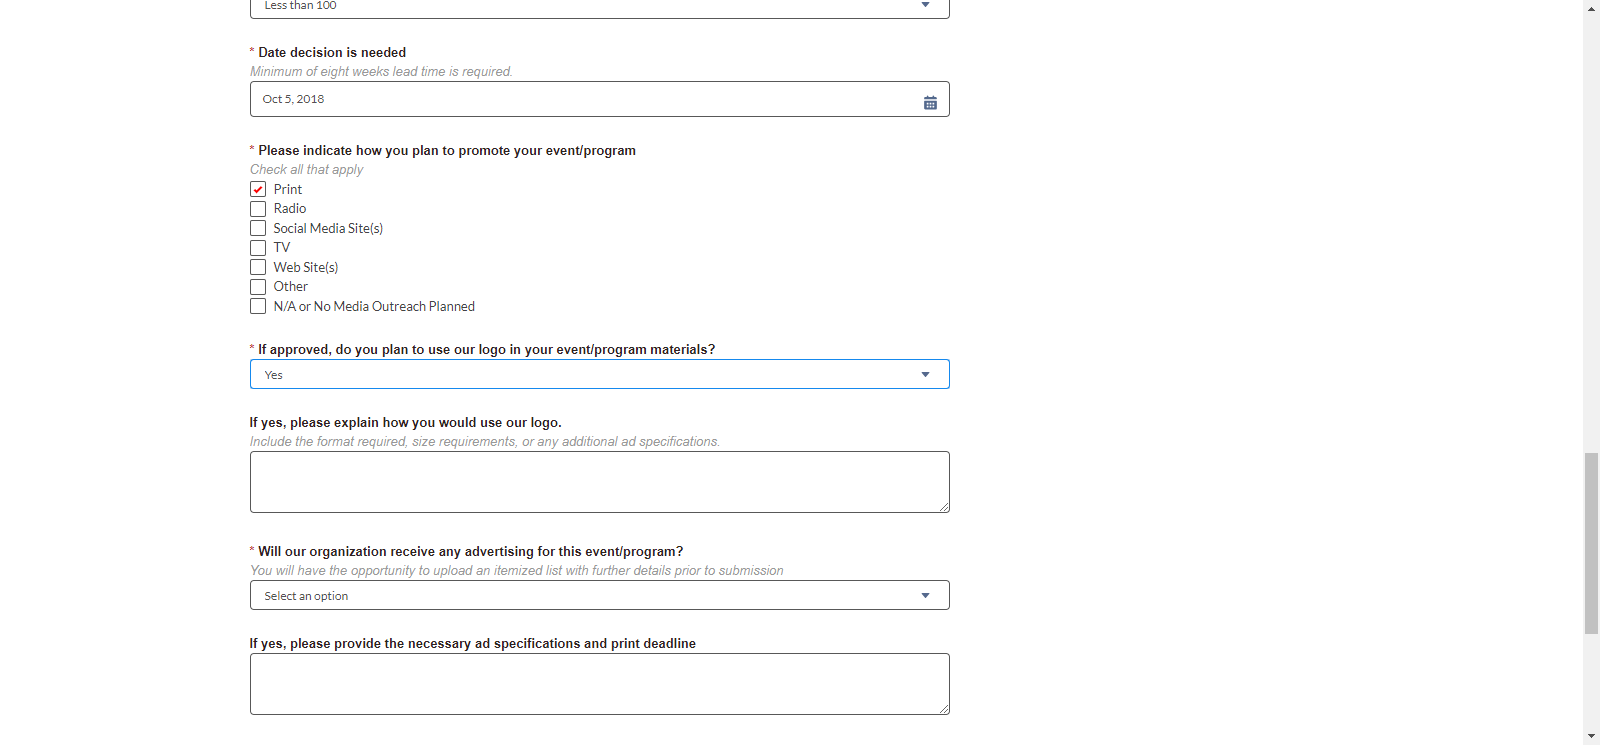 Less than 100
* Date decision is needed
Minimum of eight weeks lead time is required.
Oct 5, 2018
* Please indicate how you plan to promote your event/program
Check all that apply
Print
Radio
Social Media Site(s)
TV
Web Site(s)
Other
N/A or No Media Outreach Planned
* If approved, do you plan to use our logo in your event/program materials?
Yes
If yes, please explain how you would use our logo.
Include the format required, size requirements, or any additional ad specifications.
* Will our organization receive any advertising for this event/program?
You will have the opportunity to upload an itemized list with further details prior to submission
Select an option
If yes, please provide the necessary ad specifications and print deadline